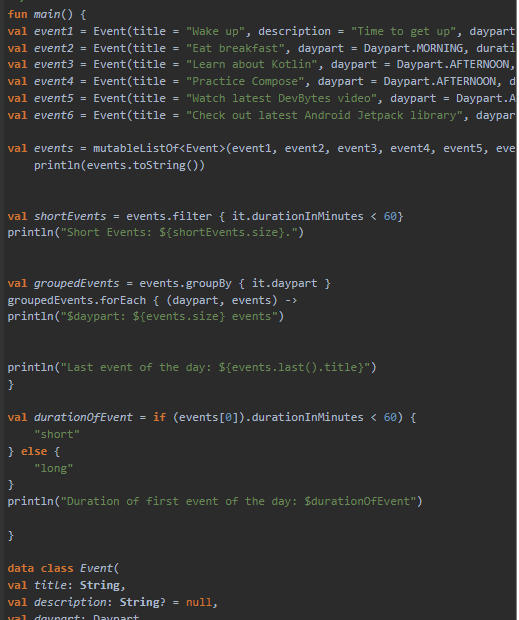 fun main() {
val event1 = Event(title = "Wake up", description = "Time to get up", daypart
val event2 = Event(title = "Eat breakfast", daypart = Daypart.MORNING, durati
val event3 = Event(title = "Learn about Kotlin", daypart = Daypart.AFTERNOON,
val event4 = Event(title = "Practice Compose", daypart = Daypart.AFTERNOON, d
val event5 = Event(title = "Watch latest DevBytes video", daypart = Daypart.A
val event6 = Event(title = "Check out latest Android Jetpack library", daypar
val events = mutableListOf<Event>(event1, event2, event3, event4, event5, eve
println(events.toString())
val shortEvents = events.filter { it.durationInMinutes < 60}
println("Short Events: ${shortEvents.size}.")
val groupedEvents = events.groupBy { it.daypart }
groupedEvents.forEach { (daypart, events) ->
println("$daypart: ${events.size} events")
println("Last event of the day: ${events.last().title}")
}
val durationOfEvent = if (events[0]).durationInMinutes < 60) {
"short"
} else {
"long"
}
println("Duration of first event of the day: $durationOfEvent")
}
data class Event(
val title: String,
val description: String? = null,
val daypart: Daypart